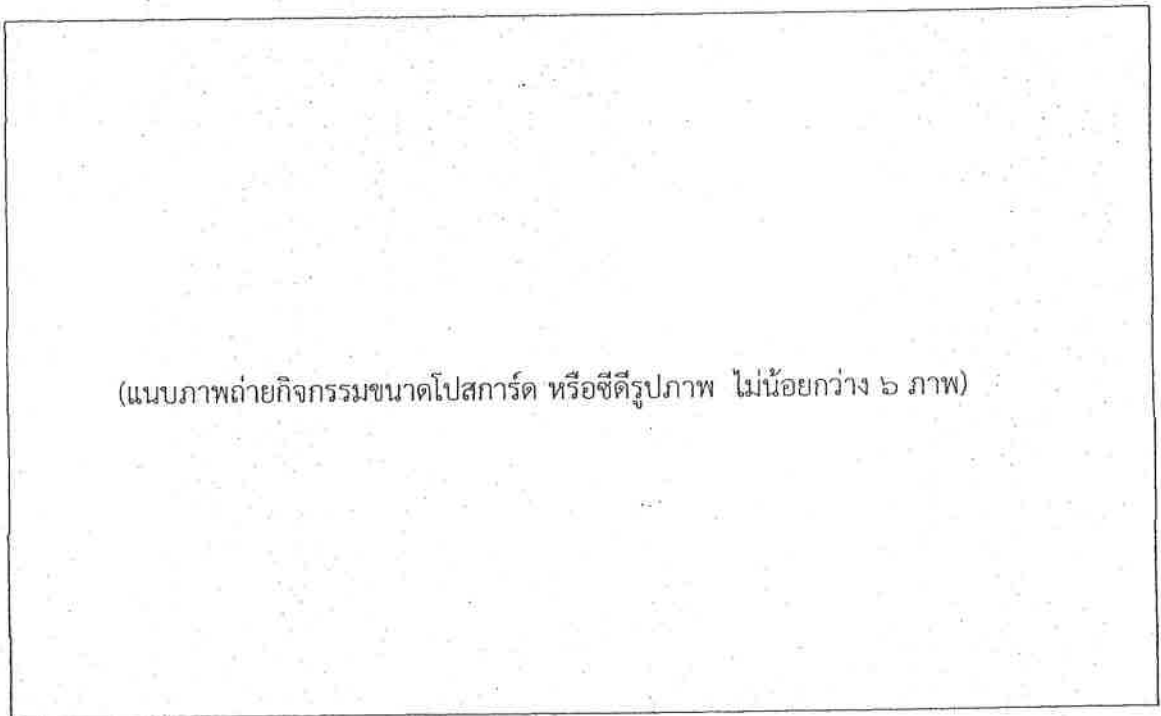 (แนบภาพถ่ายกิจกรรมขนาดโปสการ์ด หรือซีดีรูปภาพ ไม่น้อยกว่าง ๖ ภาพ)